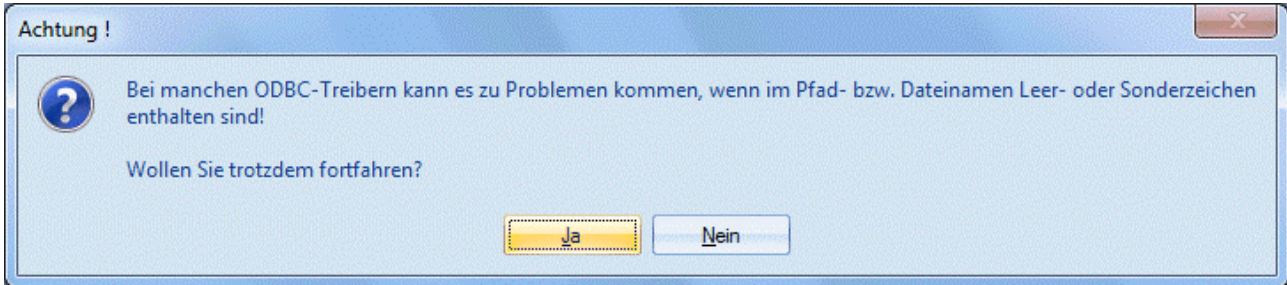 Achtung !
Bei manchen ODBC-Treibern kann es zu Problemen kommen, wenn im Pfad- bzw. Dateinamen Leer- oder Sonderzeichen
enthalten sind!
Wollen Sie trotzdem fortfahren?
Ja
Nein